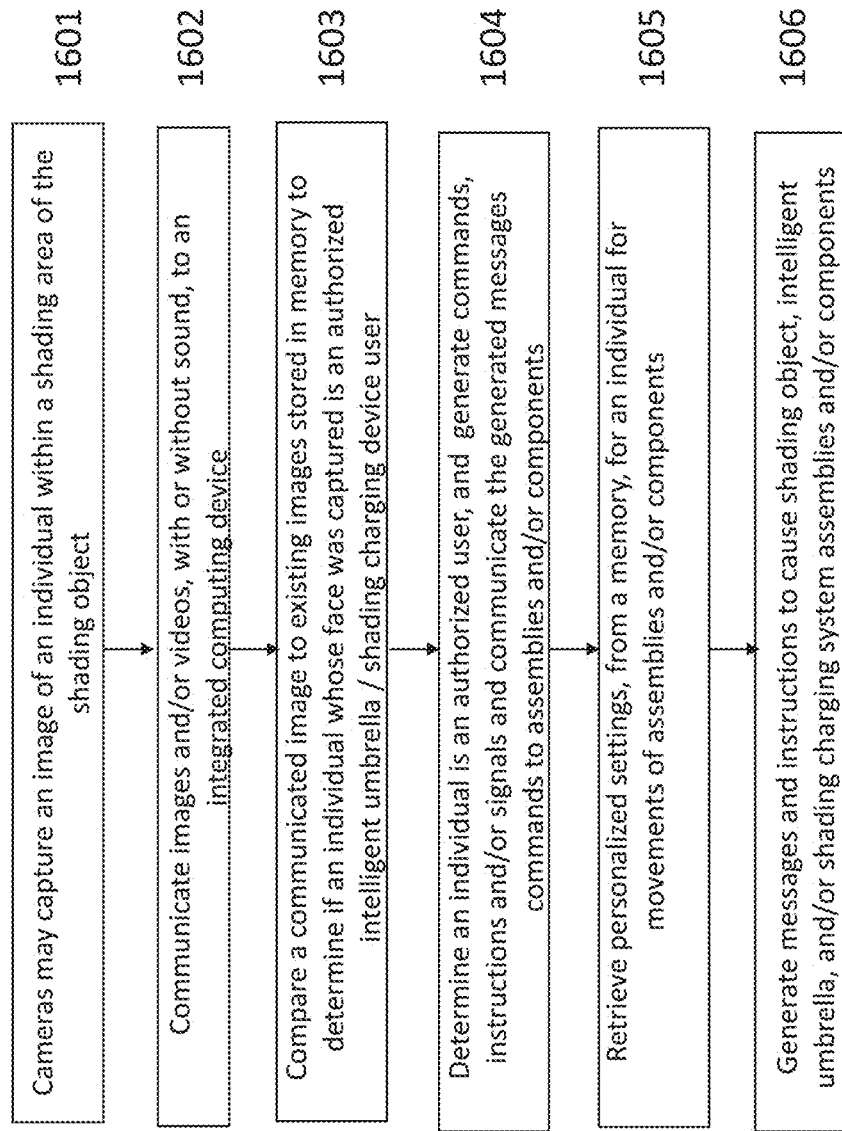 Cameras may capture an image of an individual within a shading area of the
shading object
1601
Communicate images and/or videos, with or without sound, to an
integrated computing device
1602
Compare a communicated image to existing images stored in memory to
determine if an individual whose face was captured is an authorized
intelligent umbrella / shading charging device user
1603
Determine an individual is an authorized user, and generate commands,
instructions and/or signals and communicate the generated messages
commands to assemblies and/or components
1604
Retrieve personalized settings, from a memory, for an individual for
movements of assemblies and/or components
1605
Generate messages and instructions to cause shading object, intelligent
umbrella, and/or shading charging system assemblies and/or components
1606